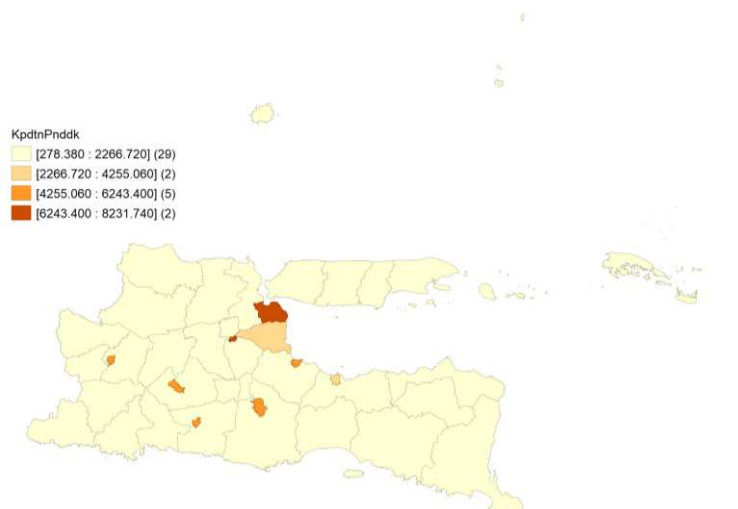 KpdtnPnddk
[278.380 : 2266.720] (29)
[2266.720 : 4255.060] (2)
[4255.060 : 6243.400] (5)
[6243.400 : 8231.740] (2)